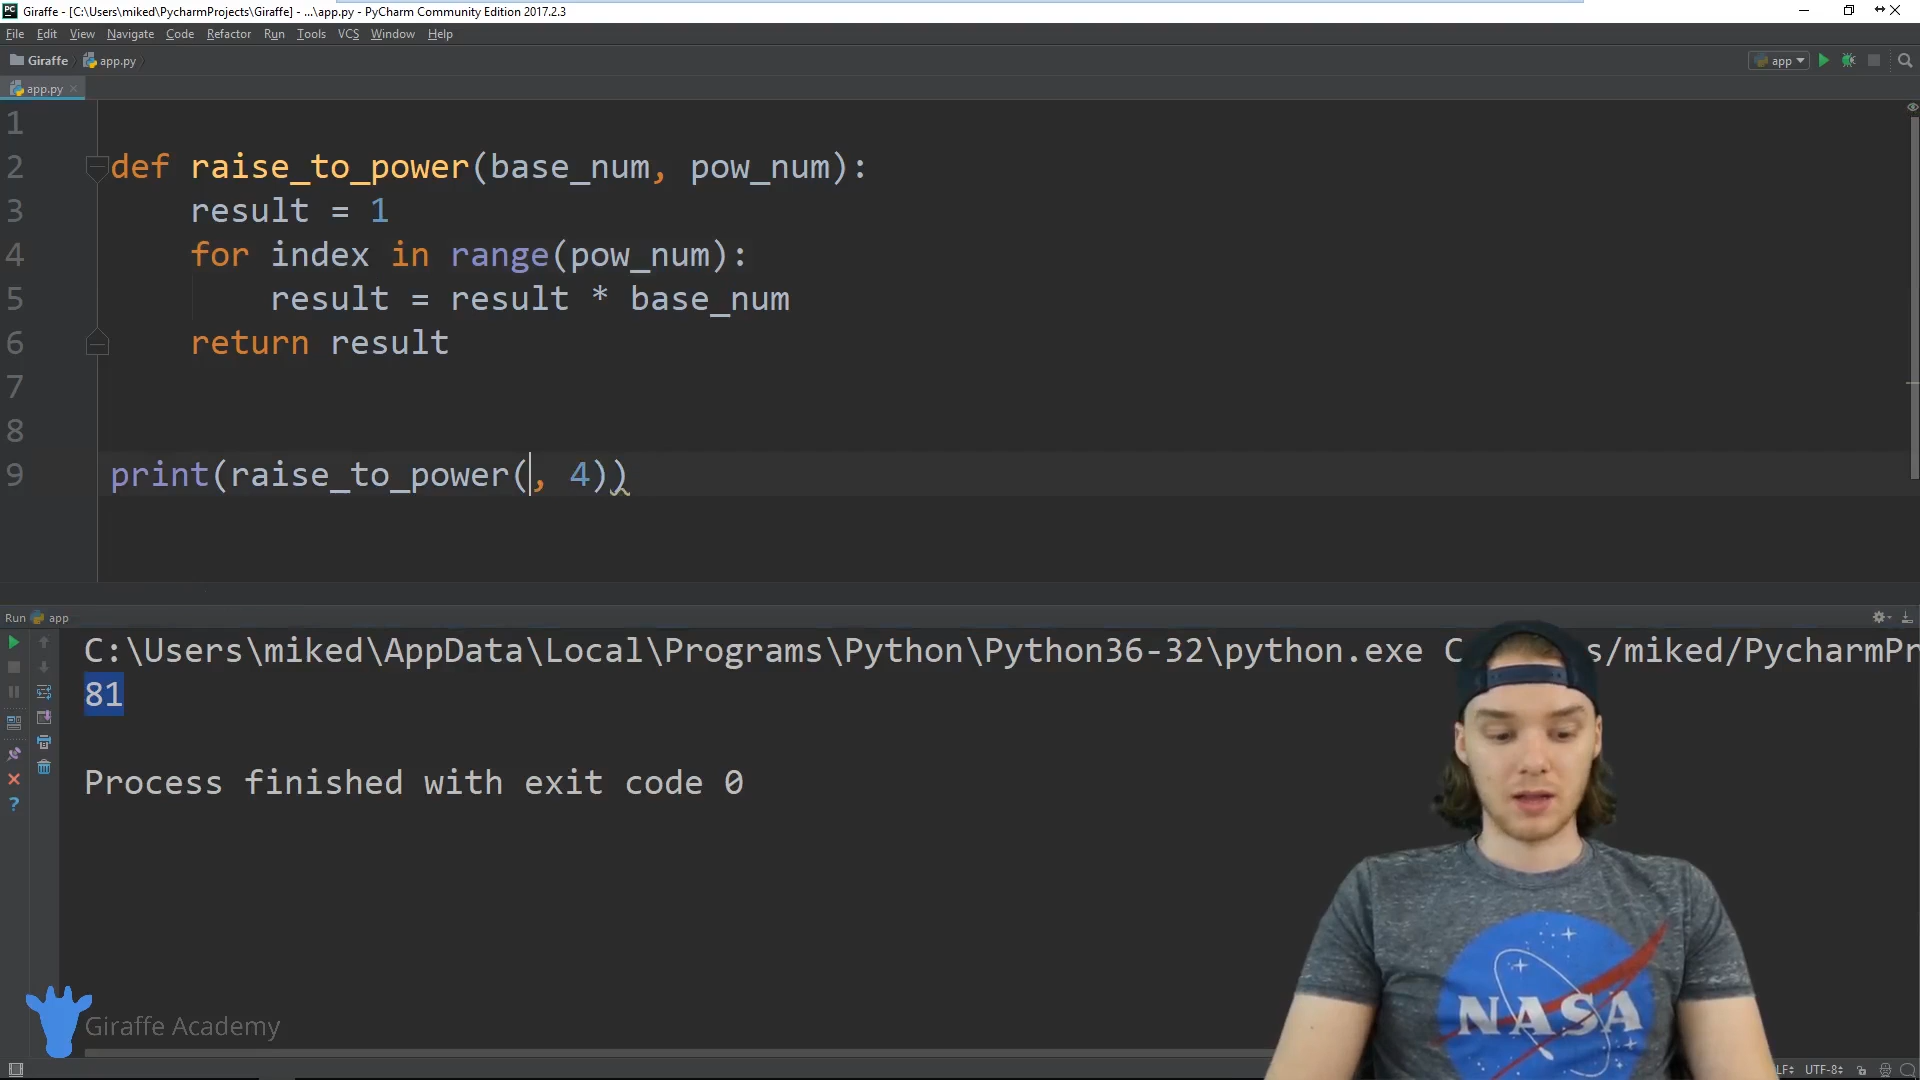 Giraffe - [C:\Users\miked\PycharmProjects\Giraffe] - ...\app.py - PyCharm Community Edition 2017.2.3
File Edit View Navigate Code Refactor Run Tools VCS Window Help
Giraffe app.py app
app.py
1
2 def raise_to_power(base_num, pow_num):
3 result = 1
4 for index in range(pow_num):
5 result = result * base_num
6 return result
7
8
9 print(raise_to_power(, 4))
Run app
C:\Users\miked\AppData\Local\Programs\Python\Python36-32\python.exe C s/miked/PycharmPr
81
Process finished with exit code 0
NASA
Giraffe Academy
LF UTF-8